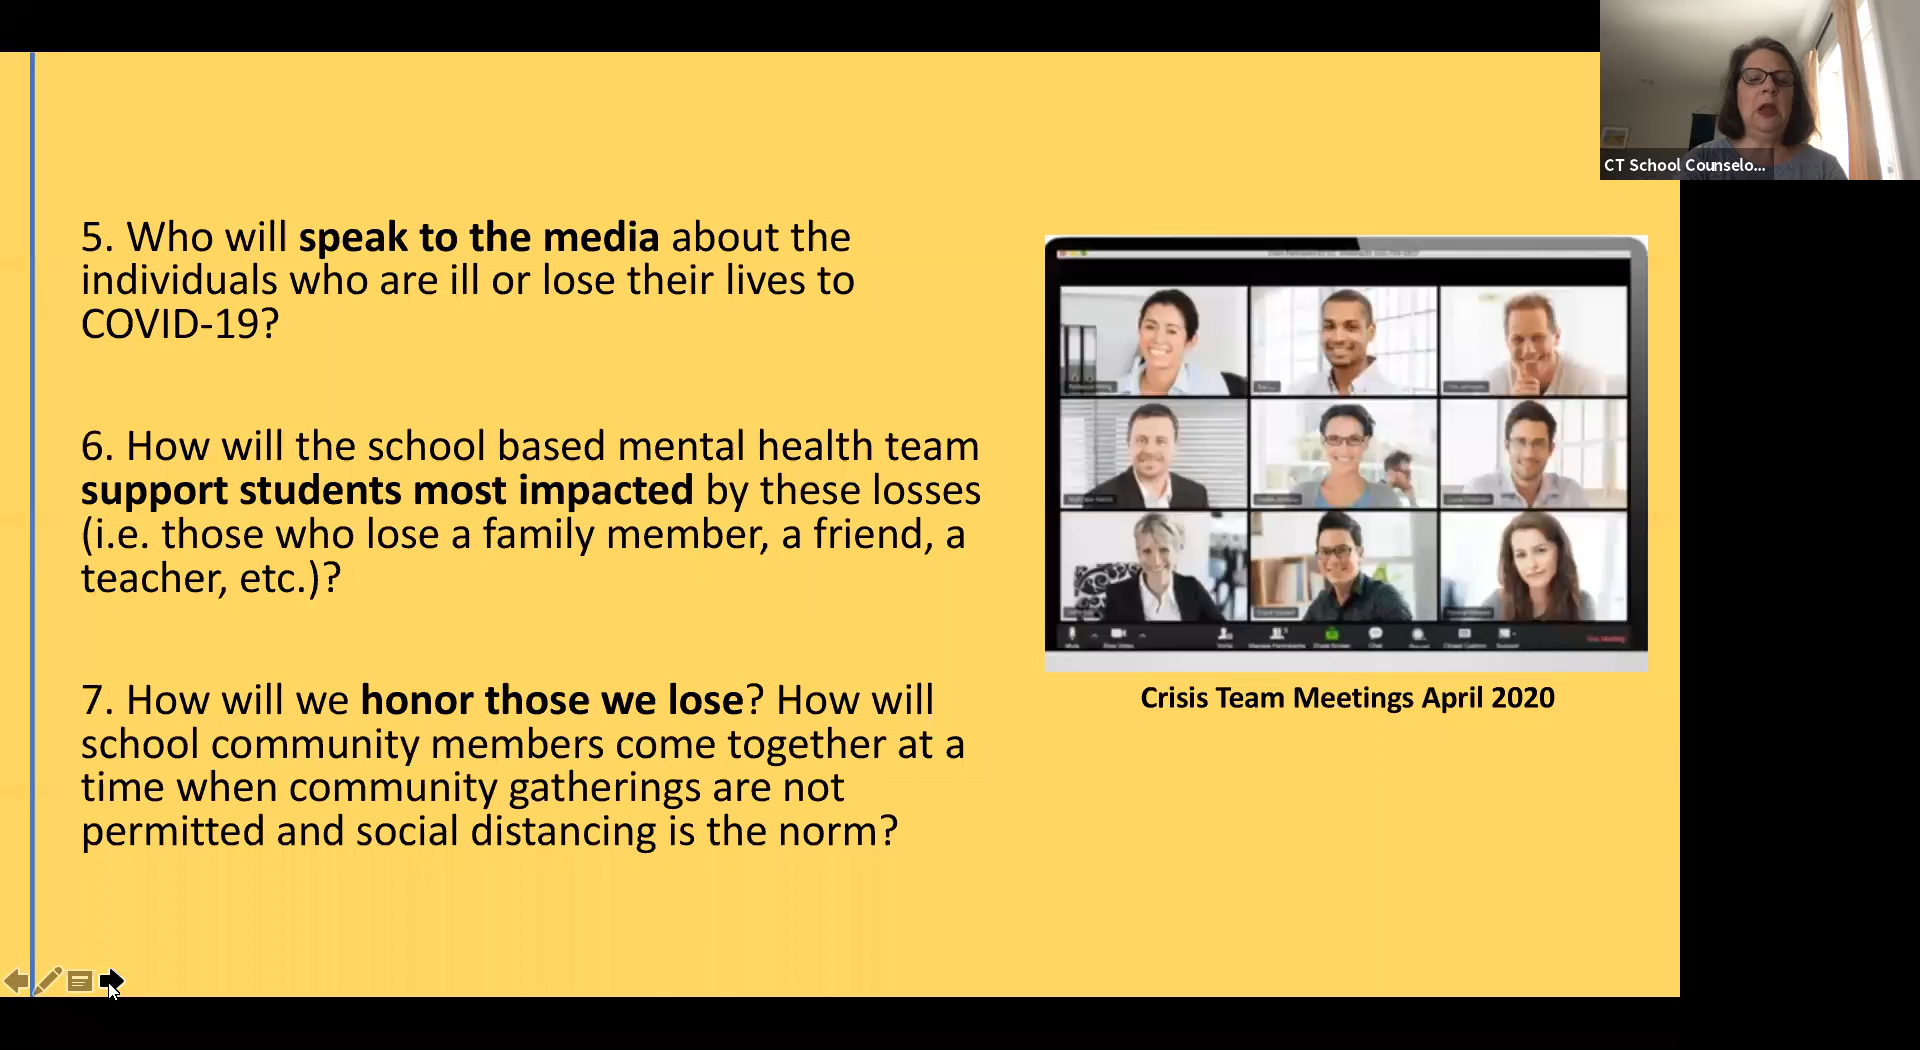 CT School Counselo...
5. Who will speak to the media about the
individuals who are ill or lose their lives to
COVID-19?
6. How will the school based mental health team
support students most impacted by these losses
(i.e. those who lose a family member, a friend, a
teacher, etc.)?
7. How will we honor those we lose? How will
school community members come together at a
time when community gatherings are not
permitted and social distancing is the norm?
Crisis Team Meetings April 2020